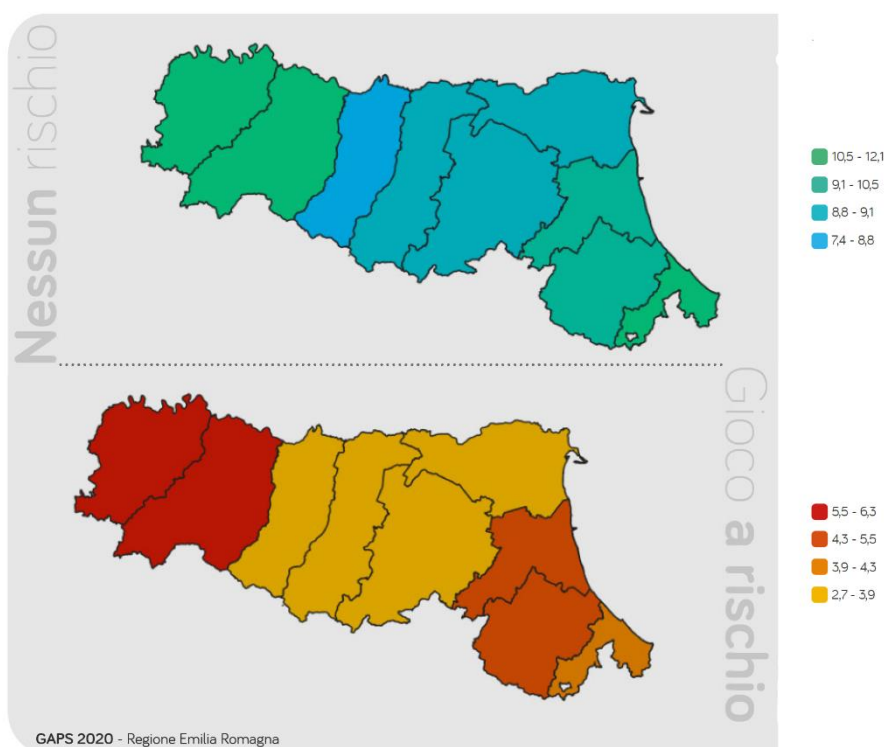 Nessun rischio
10,5 - 12,1
9,1 - 10,5
8,8 - 9,1
7,4 - 8,8
Gioco a rischio
5,5 - 6,3
4,3 - 5,5
3,9 - 4,3
2,7 - 3,9
GAPS 2020 - Regione Emilia Romagna